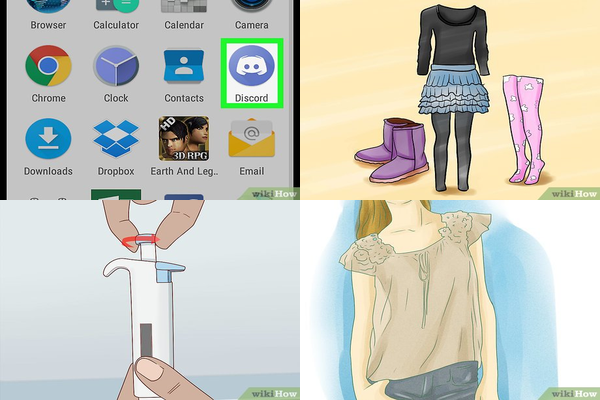 Browser Calculator Calendar Camera
Chrome Clock Contacts Discord
HD
3D RPG
Downloads Dropbox Earth And Leg.. Email
wikiHow
wikiHow
wikiHow
wikiHow